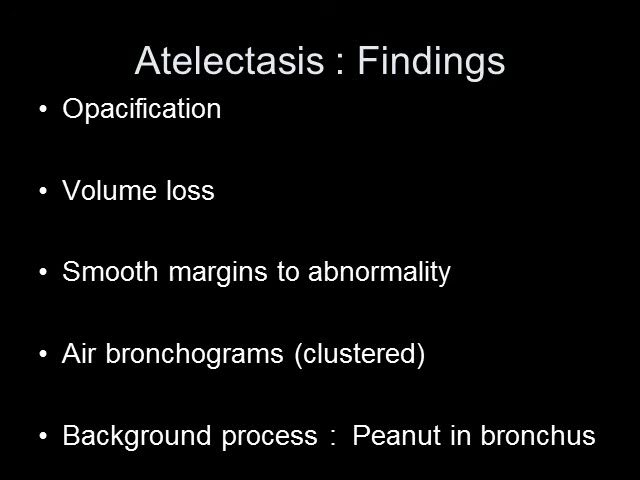 Atelectasis : Findings
• Opacification
• Volume loss
• Smooth margins to abnormality
• Air bronchograms (clustered)
• Background process :  Peanut in bronchus